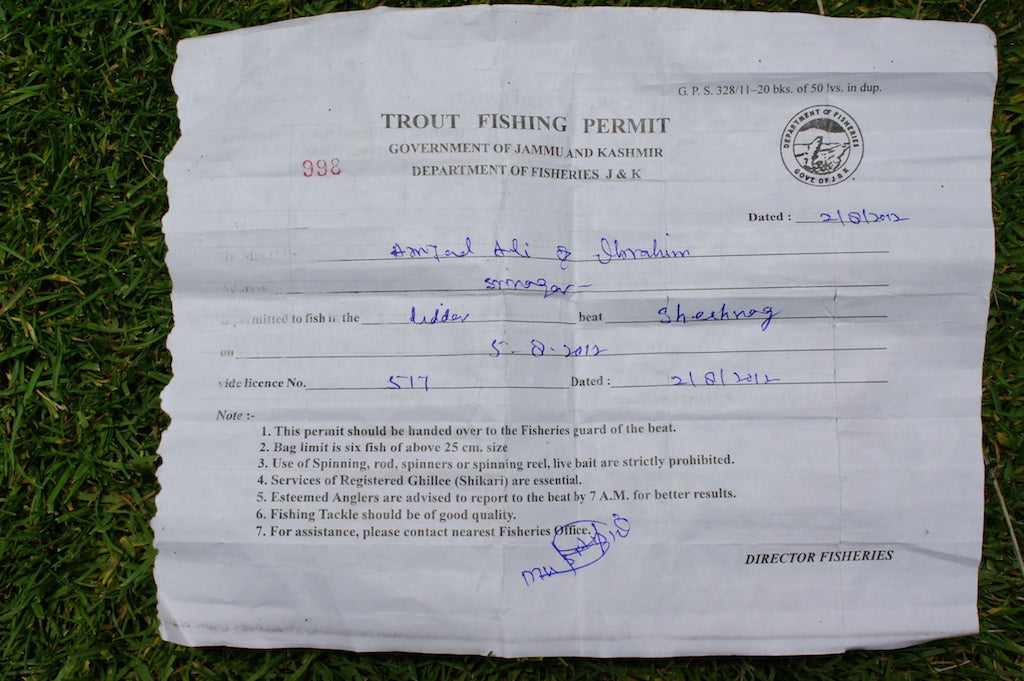 G. P. S. 328/11–20 bks. of 50 lvs. in dup.
TROUT FISHING PERMIT
GOVERNMENT OF JAMMU AND KASHMIR
DEPARTMENT OF FISHERIES J & K
998
DEPARTMENT OF FISHERIES
GOVT. OF J & K
Dated : 2/8/2012
Amjad Ali & Ibrahim
srinagar
permitted to fish in the Lidder beat Sheshnag
on 5-8-2012
vide licence No. 517 Dated : 2/8/2012
Note :-
1. This permit should be handed over to the Fisheries guard of the beat.
2. Bag limit is six fish of above 25 cm. size
3. Use of Spinning, rod, spinners or spinning reel, live bait are strictly prohibited.
4. Services of Registered Ghillee (Shikari) are essential.
5. Esteemed Anglers are advised to report to the beat by 7 A.M. for better results.
6. Fishing Tackle should be of good quality.
7. For assistance, please contact nearest Fisheries Office.
DIRECTOR FISHERIES